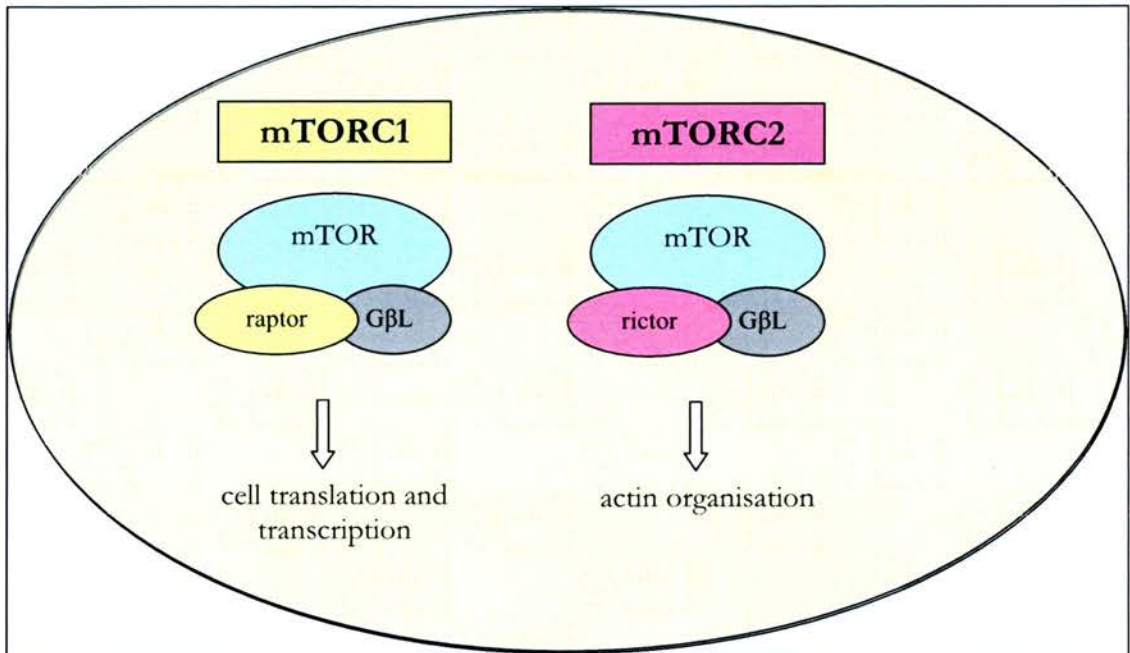 mTORC1
mTOR
raptor
GβL
cell translation and
transcription
mTORC2
mTOR
rictor
GβL
actin organisation